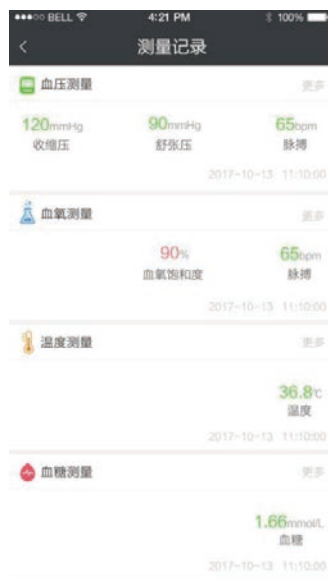 BELL 4:21 PM 100%
测量记录
血压测量 更多
120mmHg 90mmHg 65bpm
收缩压 舒张压 脉搏
2017-10-13 11:10:00
血氧测量 更多
90% 65bpm
血氧饱和度 脉搏
2017-10-13 11:10:00
温度测量 更多
36.8℃
温度
2017-10-13 11:10:00
血糖测量 更多
1.66mmol/L
血糖
2017-10-13 11:10:00